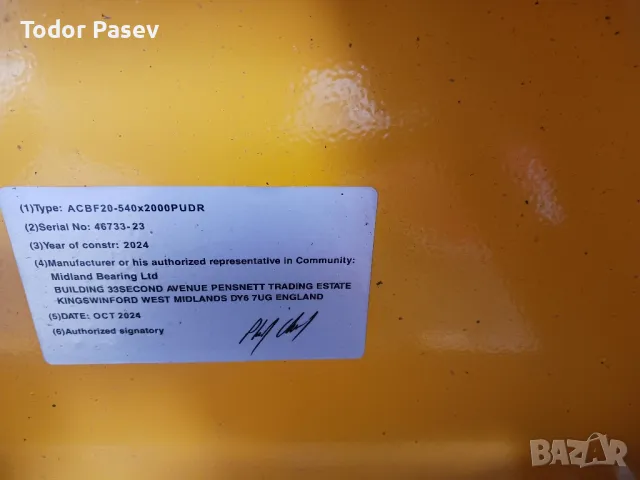 Todor Pasev
(1)Type: ACBF20-540x2000PUDR
(2)Serial No: 46733-23
(3)Year of constr: 2024
(4)Manufacturer or his authorized representative in Community:
Midland Bearing Ltd
BUILDING 33SECOND AVENUE PENSNETT TRADING ESTATE
KINGSWINFORD WEST MIDLANDS DY6 7UG ENGLAND
(5)DATE: OCT 2024
(6)Authorized signatory
BAZAR